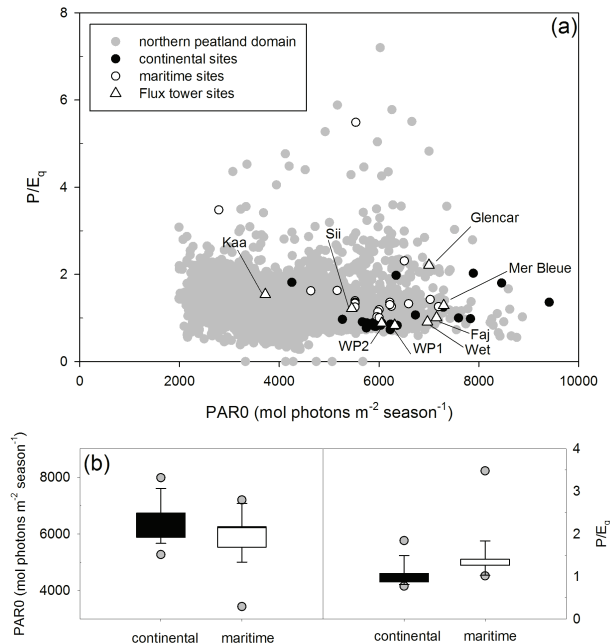 (a)
northern peatland domain
continental sites
maritime sites
Flux tower sites
8
6
4
2
0
P/Eq
Kaa
Sii
Glencar
Mer Bleue
Faj
Wet
WP1
WP2
0 2000 4000 6000 8000 10000
PAR0 (mol photons m-2 season-1)
(b)
8000
6000
4000
PAR0 (mol photons m-2 season-1)
continental maritime continental maritime
4
3
2
1
0
P/Eq